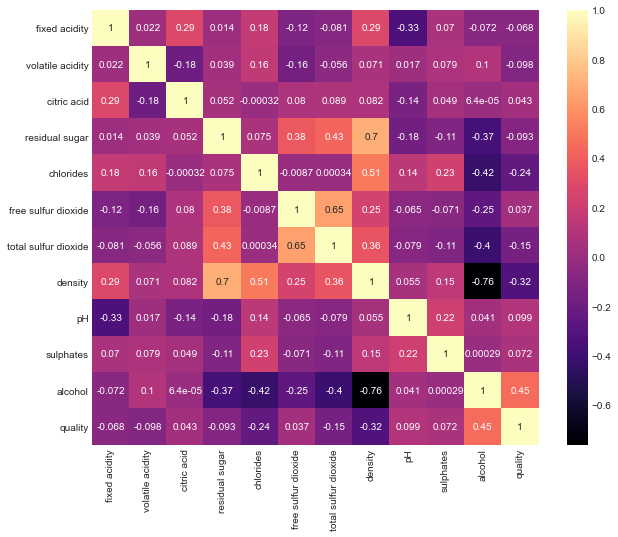 fixed acidity 1 0.022 0.29 0.014 0.18 -0.12 -0.081 0.29 -0.33 0.07 -0.072 -0.068
volatile acidity 0.022 1 -0.18 0.039 0.16 -0.16 -0.056 0.071 0.017 0.079 0.1 -0.098
citric acid 0.29 -0.18 1 0.052 -0.00032 0.08 0.089 0.082 -0.14 0.049 6.4e-05 0.043
residual sugar 0.014 0.039 0.052 1 0.075 0.38 0.43 0.7 -0.18 -0.11 -0.37 -0.093
chlorides 0.18 0.16 -0.00032 0.075 1 -0.0087 0.00034 0.51 0.14 0.23 -0.42 -0.24
free sulfur dioxide -0.12 -0.16 0.08 0.38 -0.0087 1 0.65 0.25 -0.065 -0.071 -0.25 0.037
total sulfur dioxide -0.081 -0.056 0.089 0.43 0.00034 0.65 1 0.36 -0.079 -0.11 -0.4 -0.15
density 0.29 0.071 0.082 0.7 0.51 0.25 0.36 1 0.055 0.15 -0.76 -0.32
pH -0.33 0.017 -0.14 -0.18 0.14 -0.065 -0.079 0.055 1 0.22 0.041 0.099
sulphates 0.07 0.079 0.049 -0.11 0.23 -0.071 -0.11 0.15 0.22 1 0.00029 0.072
alcohol -0.072 0.1 6.4e-05 -0.37 -0.42 -0.25 -0.4 -0.76 0.041 0.00029 1 0.45
quality -0.068 -0.098 0.043 -0.093 -0.24 0.037 -0.15 -0.32 0.099 0.072 0.45 1
fixed acidity
volatile acidity
citric acid
residual sugar
chlorides
free sulfur dioxide
total sulfur dioxide
density
pH
sulphates
alcohol
quality
1.0
0.8
0.6
0.4
0.2
0.0
−0.2
−0.4
−0.6